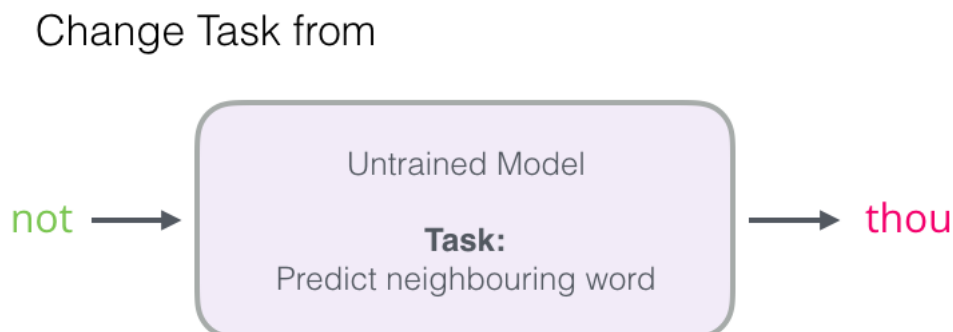 Change Task from
Untrained Model
not
thou
Task:
Predict neighbouring word